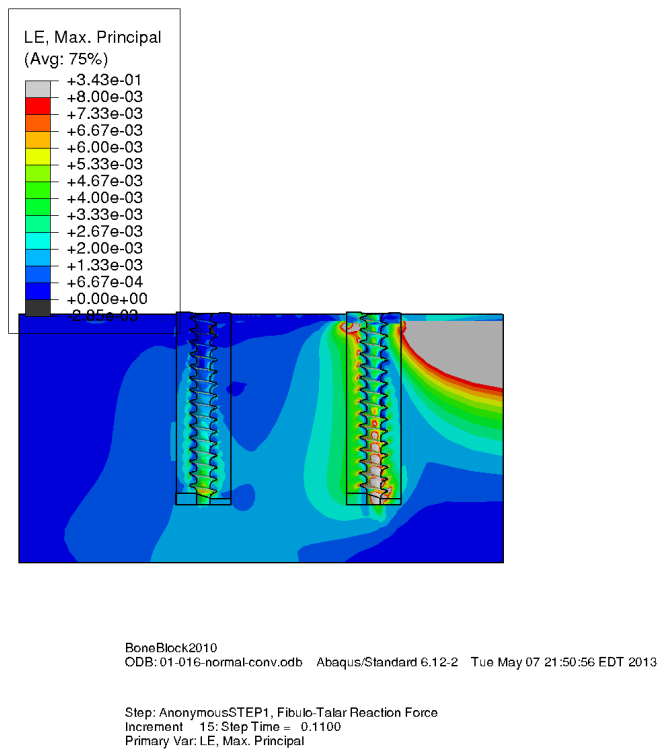 LE, Max. Principal
(Avg: 75%)
+3.43e-01
+8.00e-03
+7.33e-03
+6.67e-03
+6.00e-03
+5.33e-03
+4.67e-03
+4.00e-03
+3.33e-03
+2.67e-03
+2.00e-03
+1.33e-03
+6.67e-04
+0.00e+00
-2.05e-03
BoneBlock2010
ODB: 01-016-normal-conv.odb Abaqus/Standard 6.12-2 Tue May 07 21:50:56 EDT 2013
Step: AnonymousSTEP1, Fibulo-Talar Reaction Force
Increment 15: Step Time = 0.1100
Primary Var: LE, Max. Principal